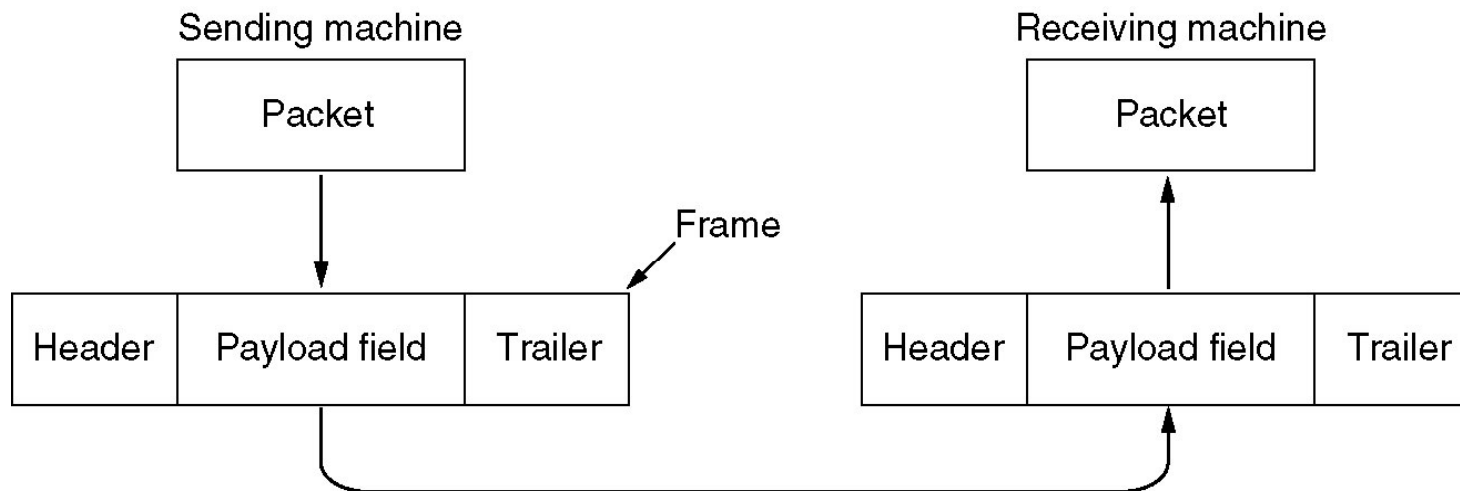 Sending machine
Receiving machine
Packet
Packet
Frame
Header
Payload field
Trailer
Header
Payload field
Trailer